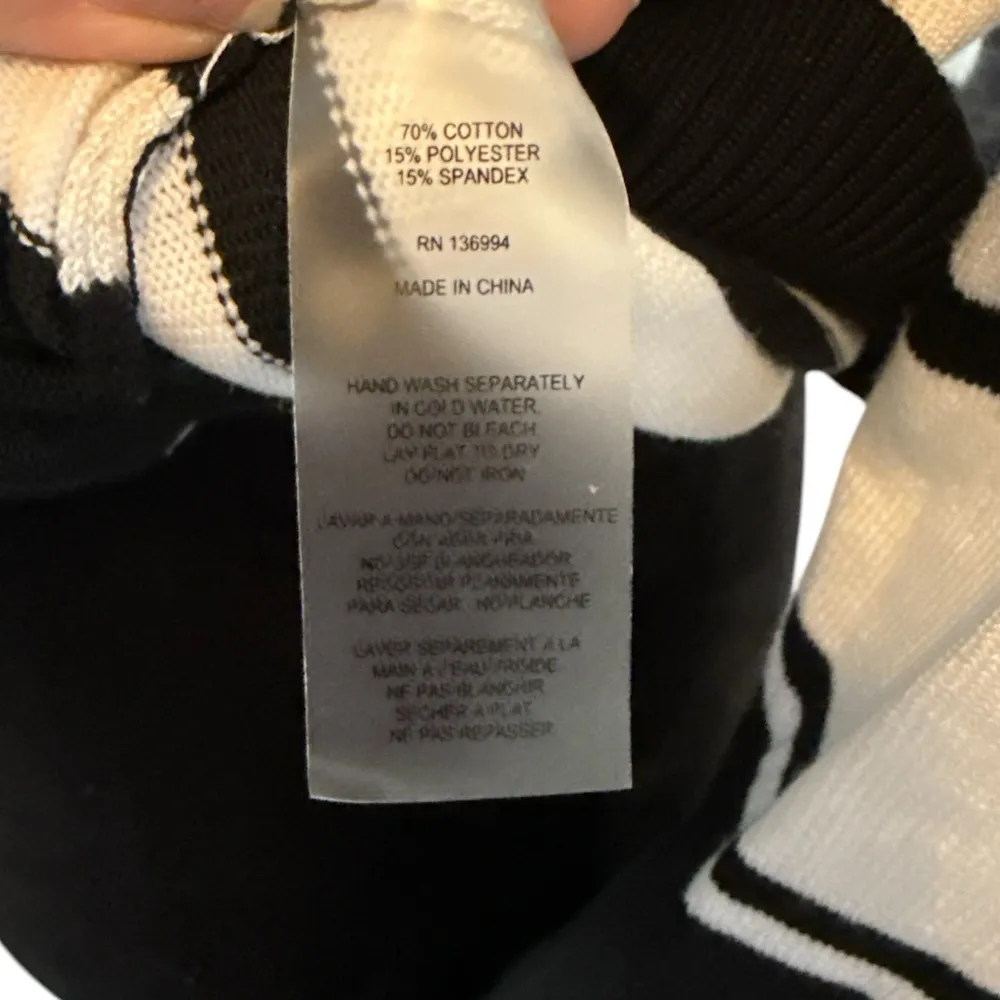 70% COTTON
15% POLYESTER
15% SPANDEX
RN 136994
MADE IN CHINA
HAND WASH SEPARATELY
IN COLD WATER.
DO NOT BLEACH
LAY FLAT TO DRY
DO NOT IRON
LAVAR A MANO SEPARADAMENTE
CON AGUA FRIA
NO USE BLANQUEADOR
PARA SECAR NO PLANCHE
LAVER SEPAREMENT A LA
MAIN A L'EAU FROIDE
NE PAS BLANCHIR
SECHER A PLAT
NE PAS REPASSER